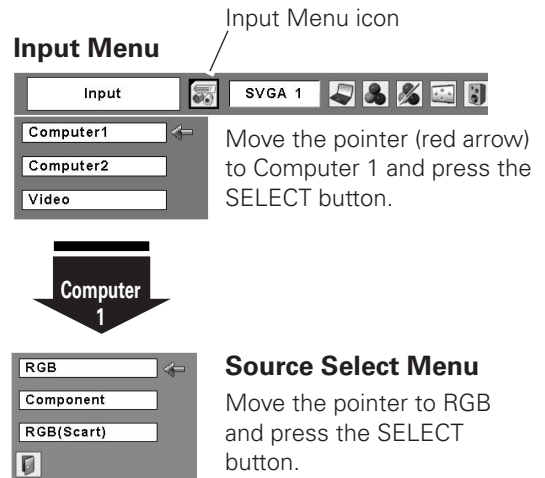 Input Menu icon
Input Menu
Input
SVGA 1
Computer1
Computer2
Video
Move the pointer (red arrow)
to Computer 1 and press the
SELECT button.
Computer
1
RGB
Component
RGB(Scart)
Source Select Menu
Move the pointer to RGB
and press the SELECT
button.